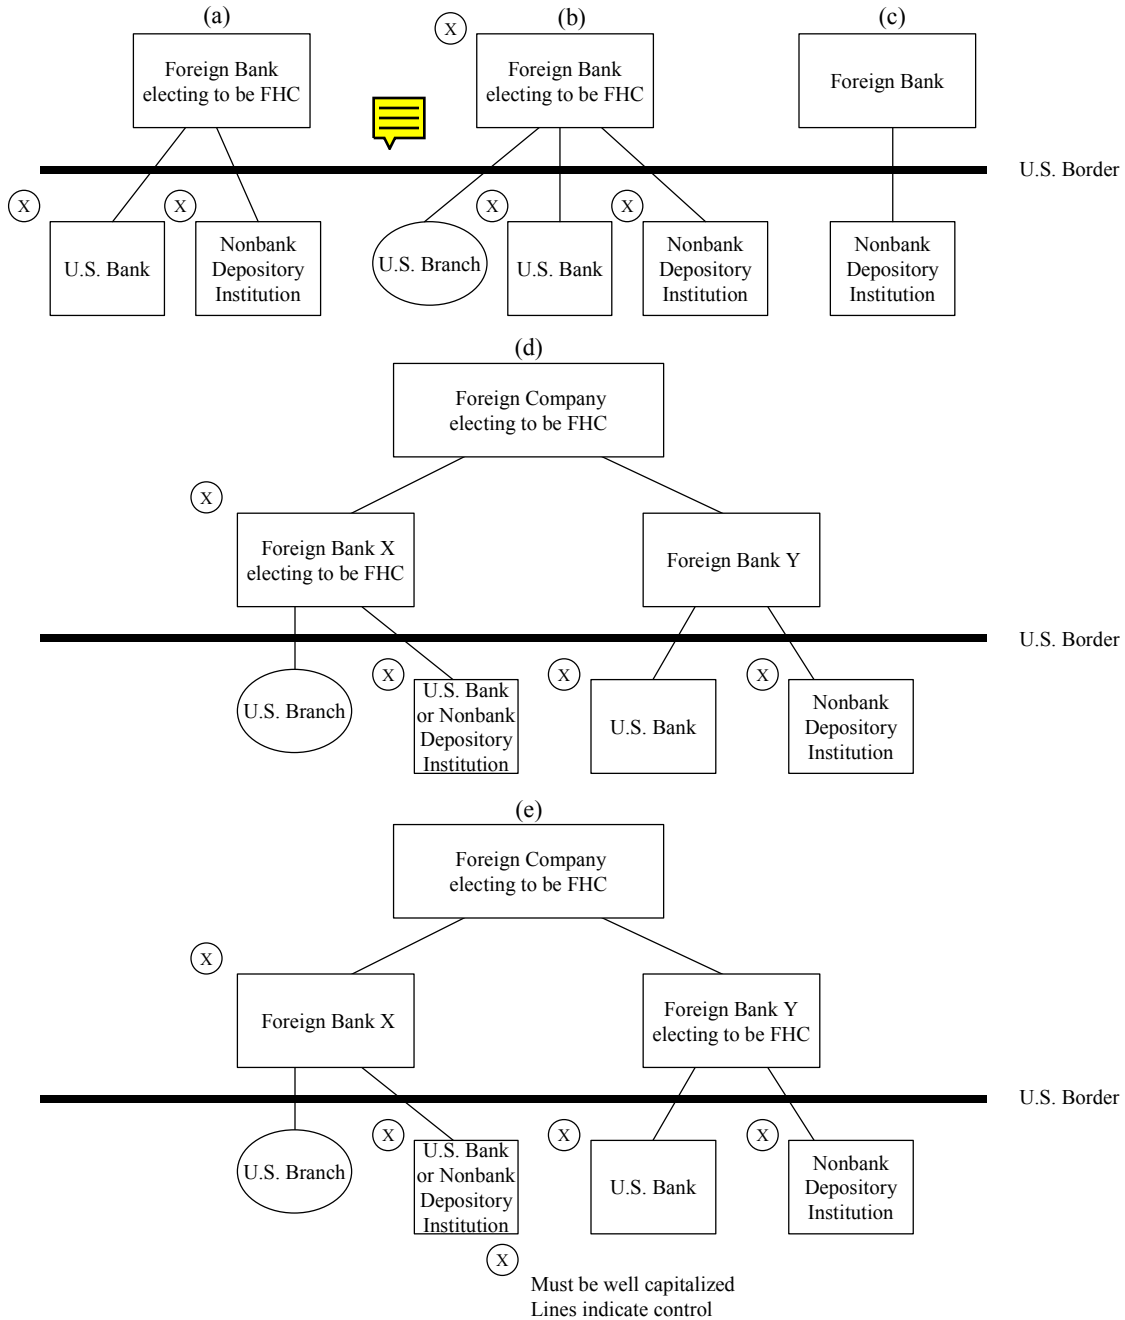 (a)
(b)
(c)
X
Foreign Bank
electing to be FHC
Foreign Bank
electing to be FHC
Foreign Bank
U.S. Border
X
X
X
X
U.S. Bank
Nonbank
Depository
Institution
U.S. Branch
U.S. Bank
Nonbank
Depository
Institution
Nonbank
Depository
Institution
(d)
Foreign Company
electing to be FHC
X
Foreign Bank X
electing to be FHC
Foreign Bank Y
U.S. Border
X
X
X
U.S. Branch
U.S. Bank
or Nonbank
Depository
Institution
U.S. Bank
Nonbank
Depository
Institution
(e)
Foreign Company
electing to be FHC
X
Foreign Bank X
Foreign Bank Y
electing to be FHC
U.S. Border
X
X
X
U.S. Branch
U.S. Bank
or Nonbank
Depository
Institution
U.S. Bank
Nonbank
Depository
Institution
X
Must be well capitalized
Lines indicate control